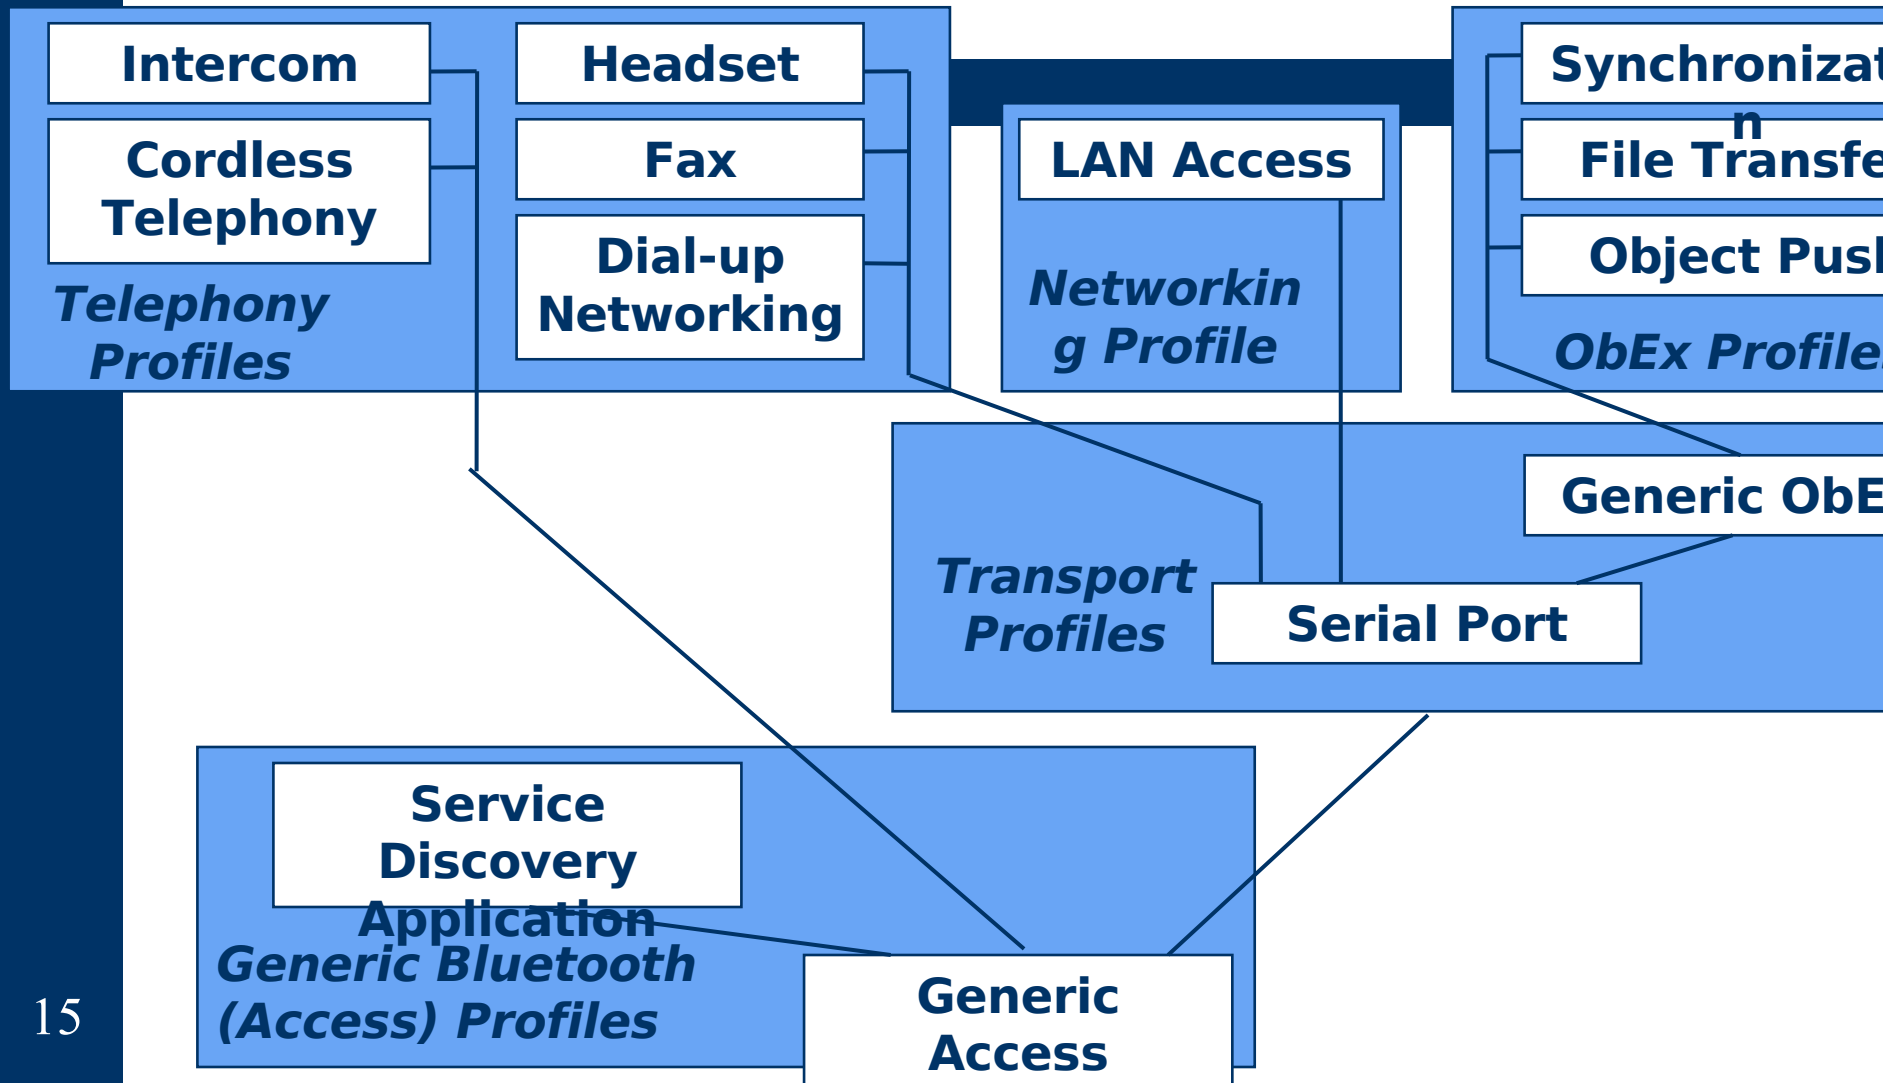 Intercom
Cordless
Telephony
Telephony
Profiles
Headset
Fax
Dial-up
Networking
LAN Access
Networkin
g Profile
Synchronizat
n
File Transfe
Object Pus
ObEx Profile
Generic ObE
Transport
Profiles
Serial Port
Service
Discovery
Application
Generic Bluetooth
(Access) Profiles
Generic
Access
15